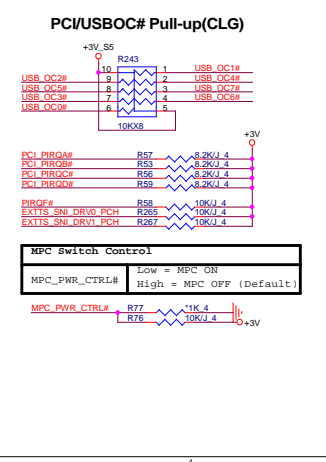 PCI/USBOC# Pull-up(CLG)
+3V_S5
R243
10 1 USB_OC1#
USB_OC2# 9 2 USB_OC4#
USB_OC5# 8 3 USB_OC7#
USB_OC3# 7 4 USB_OC6#
USB_OC0# 6 5
10KX8
+3V
PCI_PIRQA# R57 8.2K/J_4
PCI_PIRQB# R53 8.2K/J_4
PCI_PIRQC# R56 8.2K/J_4
PCI_PIRQD# R59 8.2K/J_4
PIRQF# R58 10K/J_4
EXTTS_SNI_DRV0_PCH R265 10K/J_4
EXTTS_SNI_DRV1_PCH R267 10K/J_4
MPC Switch Control
MPC_PWR_CTRL#
Low = MPC ON
High = MPC OFF (Default)
MPC_PWR_CTRL# R77 *1K_4
R76 10K/J_4
+3V